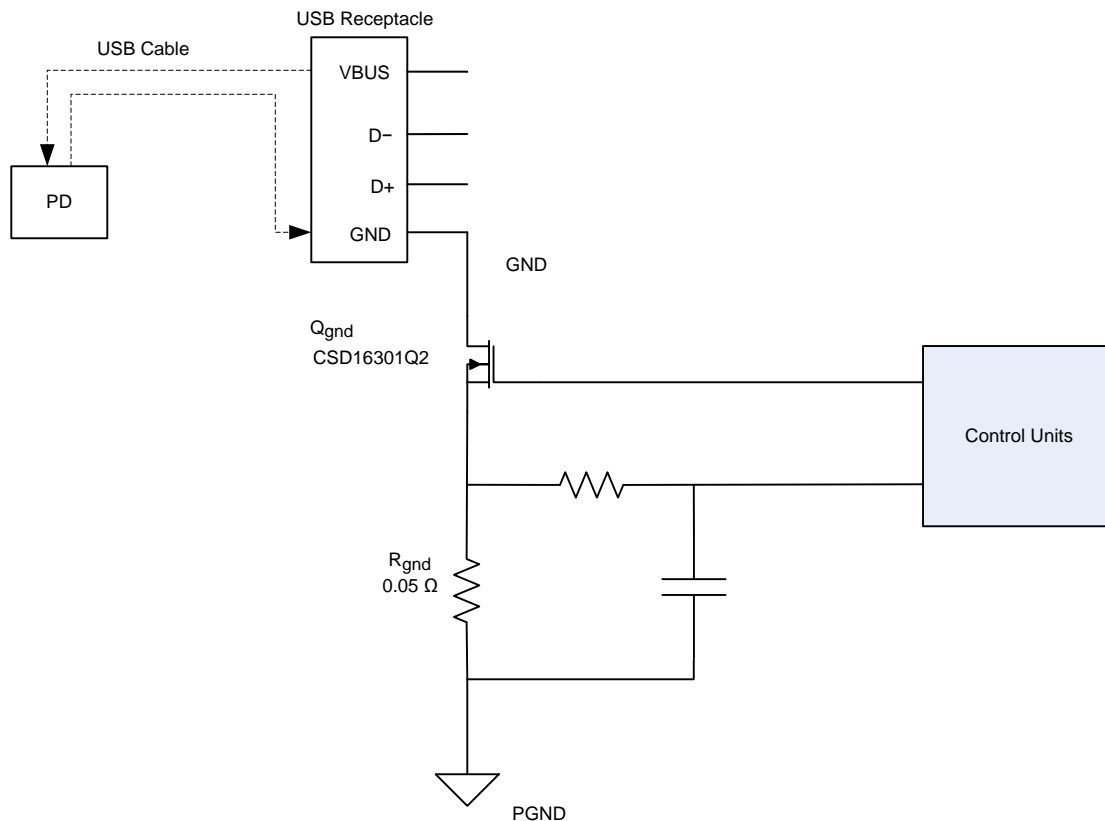 USB Receptacle
USB Cable
VBUS
D−
D+
PD
GND
GND
Qgnd
CSD16301Q2
Control Units
Rgnd
0.05 Ω
PGND